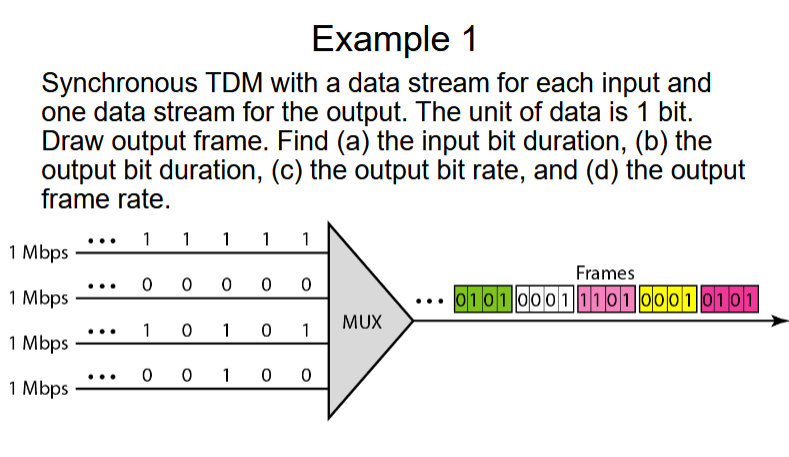 Example 1
Synchronous TDM with a data stream for each input and
one data stream for the output. The unit of data is 1 bit.
Draw output frame. Find (a) the input bit duration, (b) the
output bit duration, (c) the output bit rate, and (d) the output
frame rate.
1 Mbps ••• 1 1 1 1 1
1 Mbps ••• 0 0 0 0 0
1 Mbps ••• 1 0 1 0 1
1 Mbps ••• 0 0 1 0 0
MUX
Frames
••• 0101 0001 1101 0001 0101